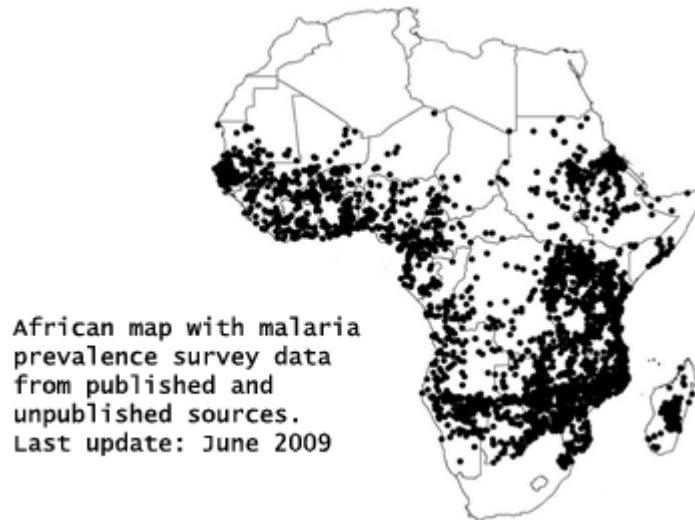 African map with malaria
prevalence survey data
from published and
unpublished sources.
Last update: June 2009